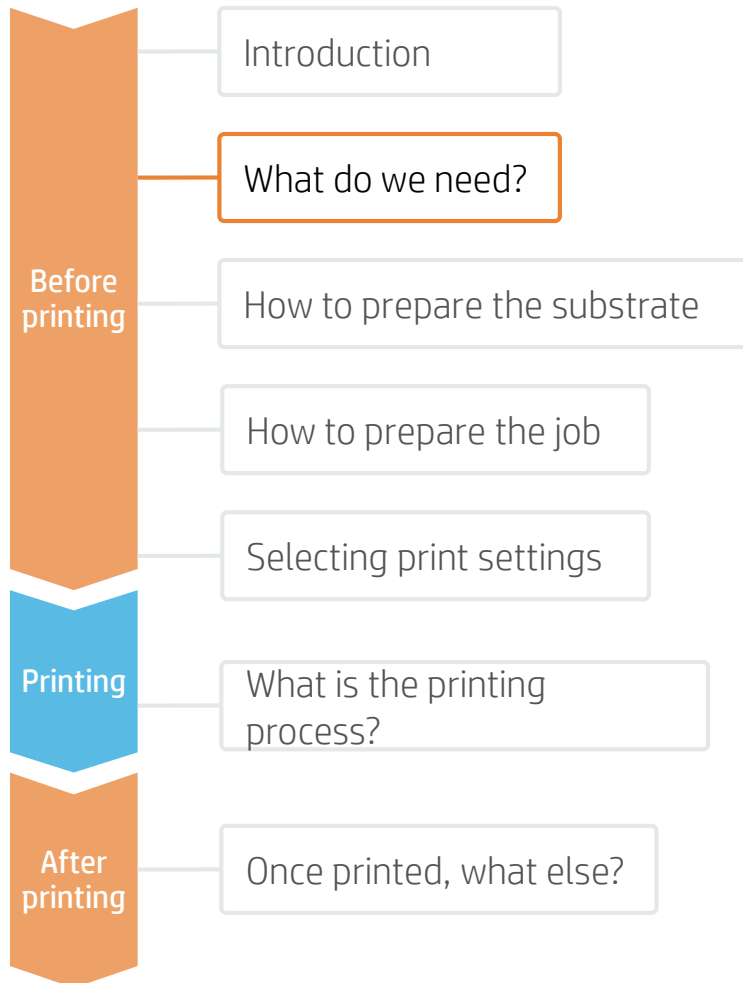 Introduction
What do we need?
Before
printing
How to prepare the substrate
How to prepare the job
Selecting print settings
Printing
What is the printing
process?
After
printing
Once printed, what else?